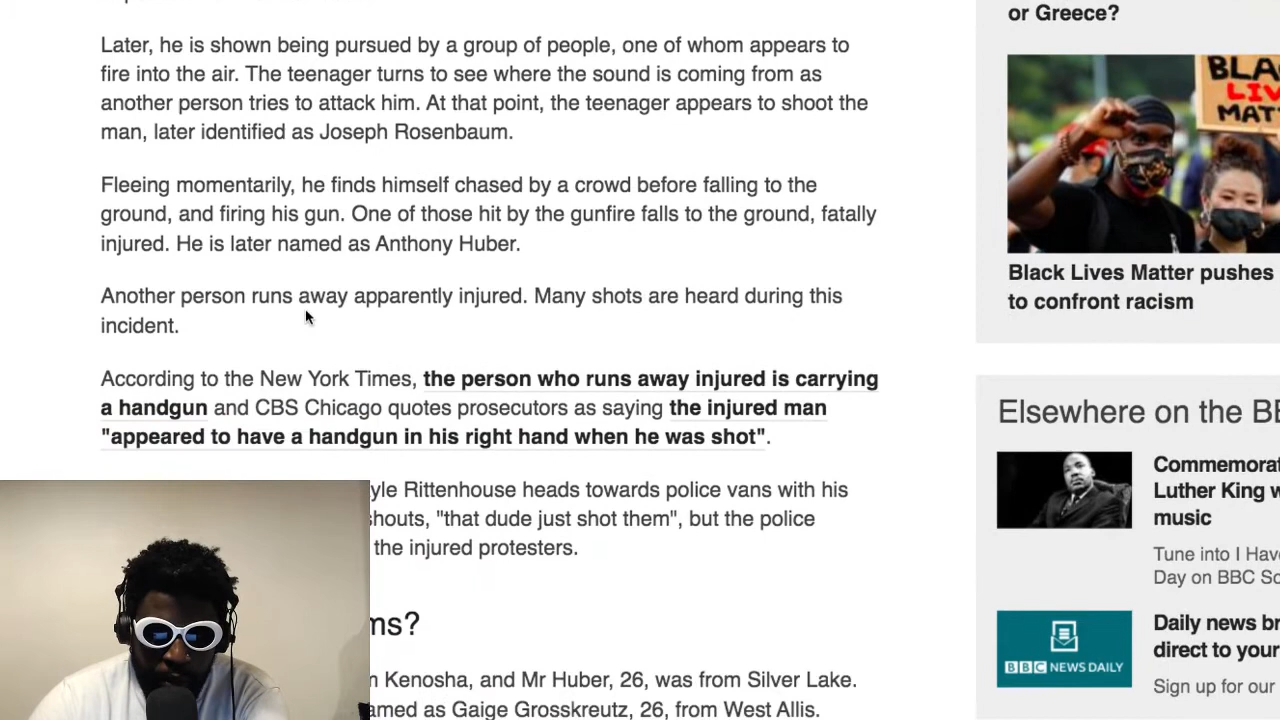 Later, he is shown being pursued by a group of people, one of whom appears to
fire into the air. The teenager turns to see where the sound is coming from as
another person tries to attack him. At that point, the teenager appears to shoot the
man, later identified as Joseph Rosenbaum.
Fleeing momentarily, he finds himself chased by a crowd before falling to the
ground, and firing his gun. One of those hit by the gunfire falls to the ground, fatally
injured. He is later named as Anthony Huber.
Another person runs away apparently injured. Many shots are heard during this
incident.
According to the New York Times, the person who runs away injured is carrying
a handgun and CBS Chicago quotes prosecutors as saying the injured man
"appeared to have a handgun in his right hand when he was shot".
yle Rittenhouse heads towards police vans with his
shouts, "that dude just shot them", but the police
the injured protesters.
ms?
n Kenosha, and Mr Huber, 26, was from Silver Lake.
amed as Gaige Grosskreutz, 26, from West Allis.
or Greece?
BLA
LIV
MAT
Black Lives Matter pushes
to confront racism
Elsewhere on the BB
Commemorat
Luther King w
music
Tune into I Have
Day on BBC So
BBC NEWS DAILY
Daily news br
direct to your
Sign up for our